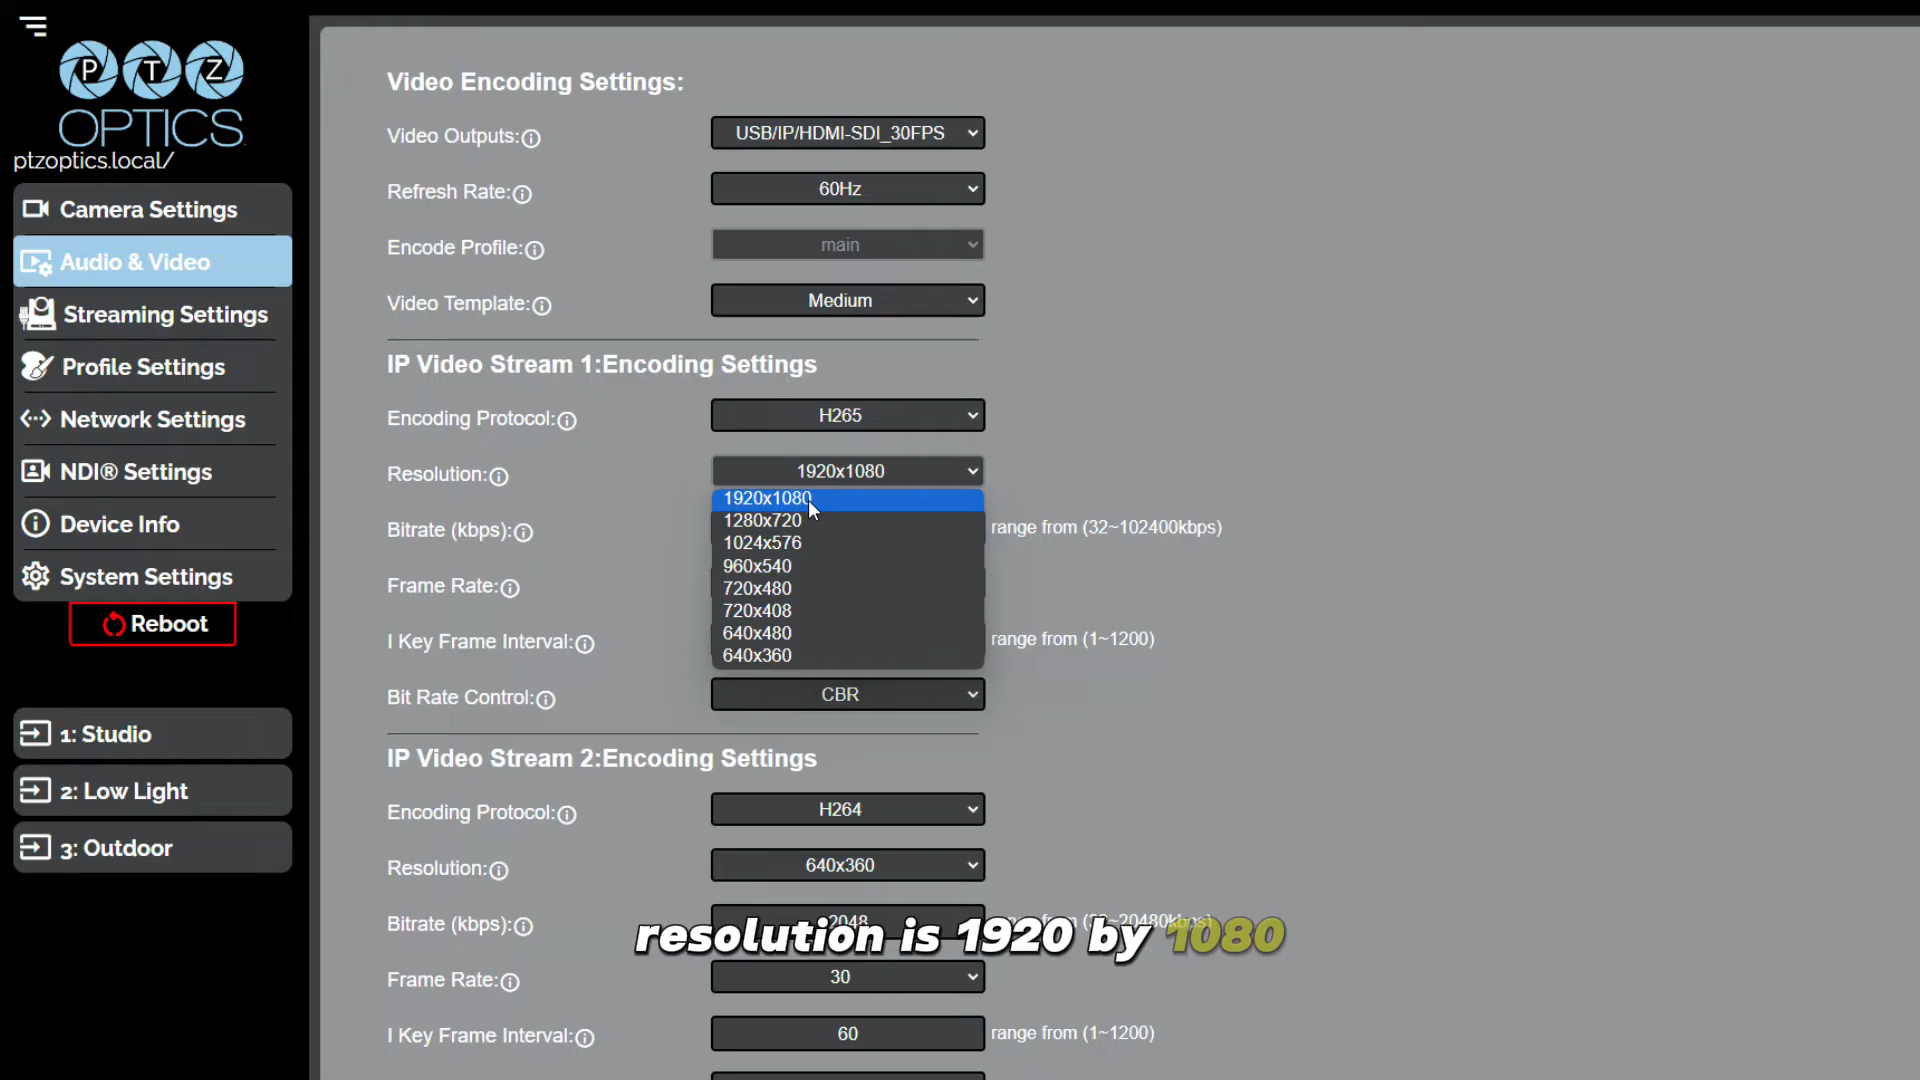 P T Z
OPTICS
ptzoptics.local/
Camera Settings
Audio & Video
Streaming Settings
Profile Settings
Network Settings
NDI® Settings
Device Info
System Settings
Reboot
1: Studio
2: Low Light
3: Outdoor
Video Encoding Settings:
Video Outputs: USB/IP/HDMI-SDI_30FPS
Refresh Rate: 60Hz
Encode Profile: main
Video Template: Medium
IP Video Stream 1:Encoding Settings
Encoding Protocol: H265
Resolution: 1920x1080
1920x1080
1280x720
1024x576
960x540
720x480
720x408
640x480
640x360
Bitrate (kbps): range from (32~102400kbps)
Frame Rate:
I Key Frame Interval: range from (1~1200)
Bit Rate Control: CBR
IP Video Stream 2:Encoding Settings
Encoding Protocol: H264
Resolution: 640x360
Bitrate (kbps): 2048 range from (32~20480kbps)
resolution is 1920 by 1080
Frame Rate: 30
I Key Frame Interval: 60 range from (1~1200)